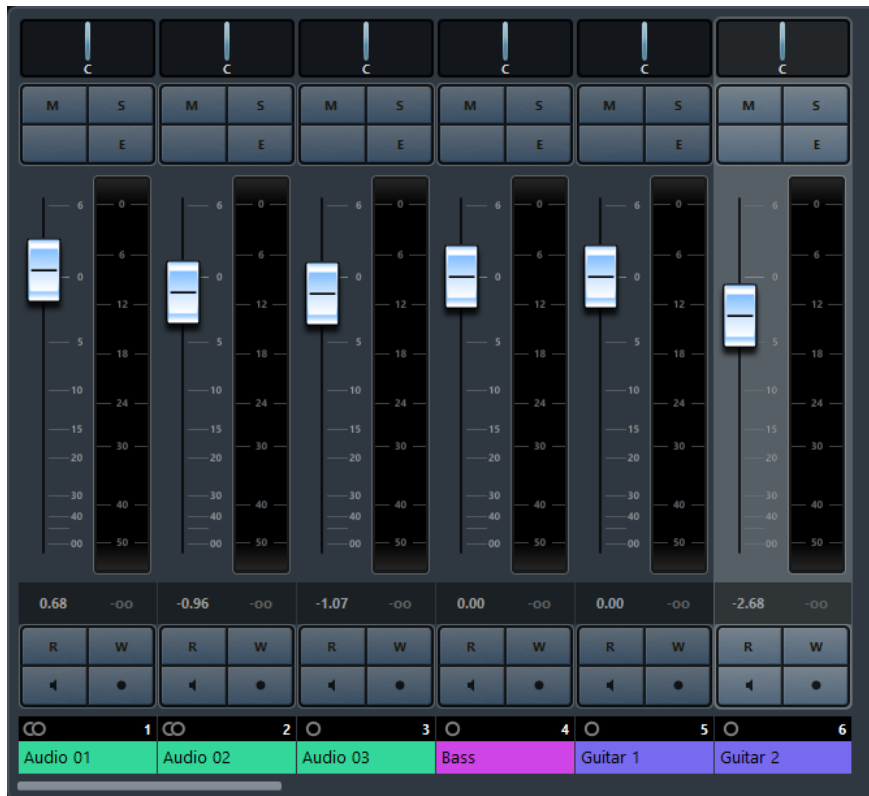 C C C C C C
M S M S M S M S M S M S
E E E E E E
6 0 6 0 6 0 6 0 6 0 6 0
6 6 6 6 6 6
0 0 0 0 0 0
12 12 12 12 12 12
5 5 5 5 5 5
18 18 18 18 18 18
10 10 10 10 10 10
24 24 24 24 24 24
15 15 15 15 15 15
30 30 30 30 30 30
20 20 20 20 20 20
30 30 30 30 30 30
40 40 40 40 40 40
40 40 40 40 40 40
00 50 00 50 00 50 00 50 00 50 00 50
0.68 -oo -0.96 -oo -1.07 -oo 0.00 -oo 0.00 -oo -2.68 -oo
R W R W R W R W R W R W
1 2 3 4 5 6
Audio 01 Audio 02 Audio 03 Bass Guitar 1 Guitar 2